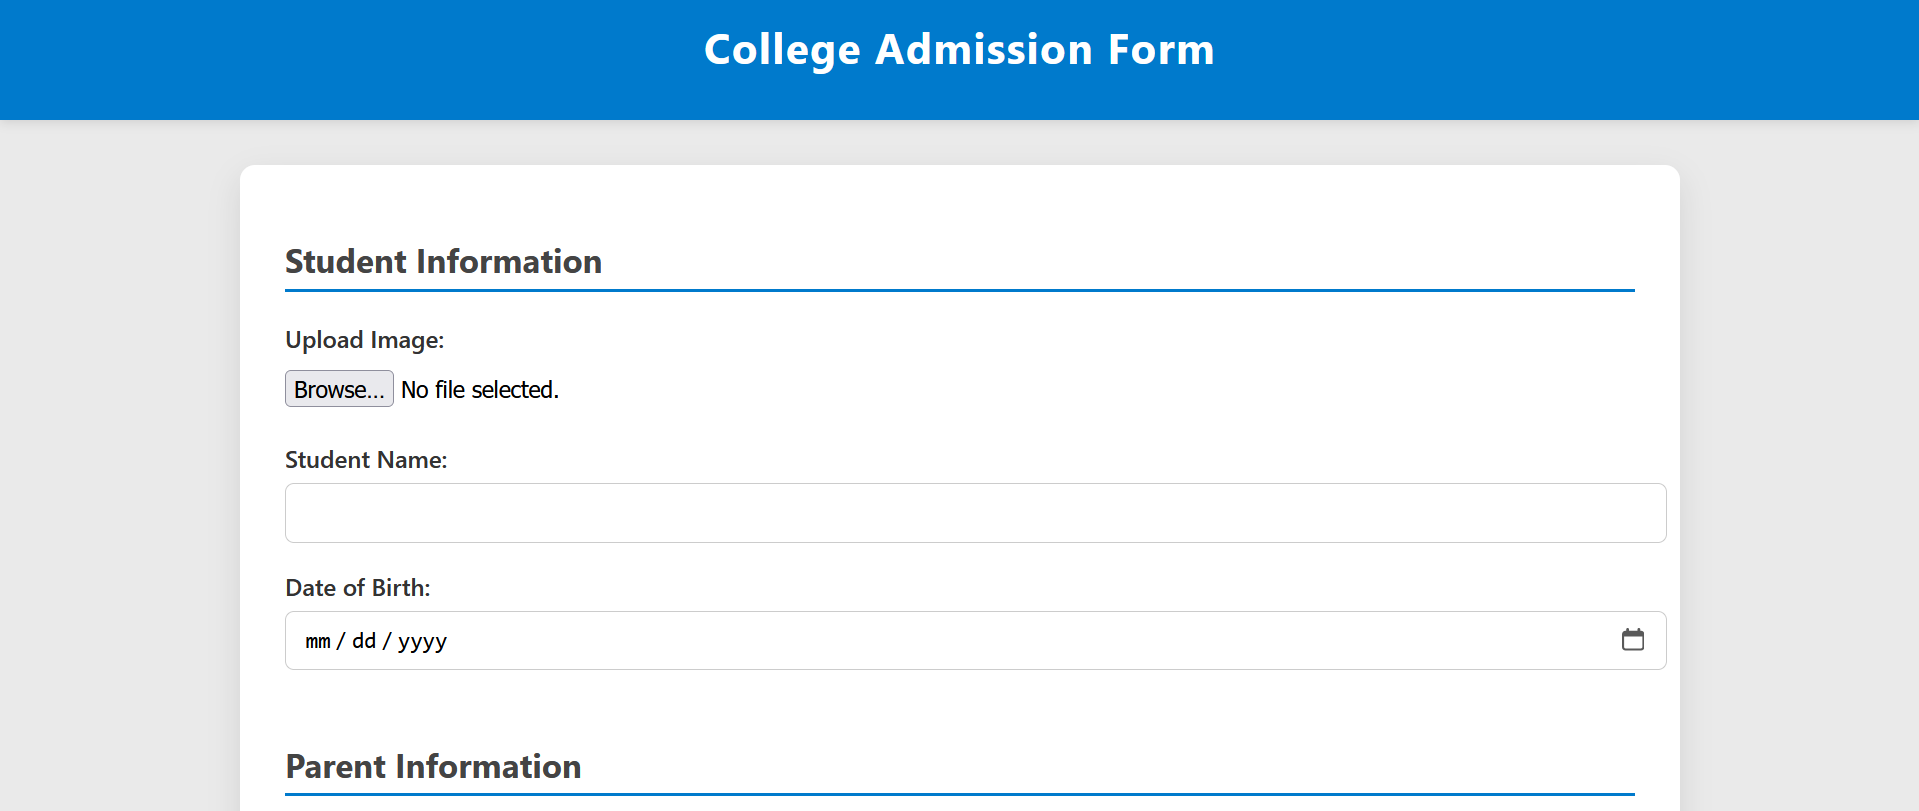 College Admission Form
Student Information
Upload Image:
Browse... No file selected.
Student Name:
Date of Birth:
mm / dd / yyyy
Parent Information